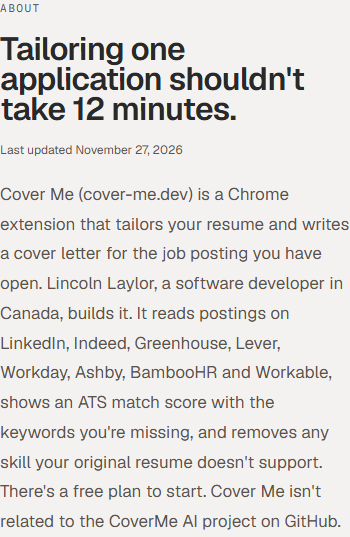 ABOUT
Tailoring one
application shouldn't
take 12 minutes.
Last updated November 27, 2026
Cover Me (cover-me.dev) is a Chrome
extension that tailors your resume and writes
a cover letter for the job posting you have
open. Lincoln Laylor, a software developer in
Canada, builds it. It reads postings on
LinkedIn, Indeed, Greenhouse, Lever,
Workday, Ashby, BambooHR and Workable,
shows an ATS match score with the
keywords you're missing, and removes any
skill your original resume doesn't support.
There's a free plan to start. Cover Me isn't
related to the CoverMe AI project on GitHub.